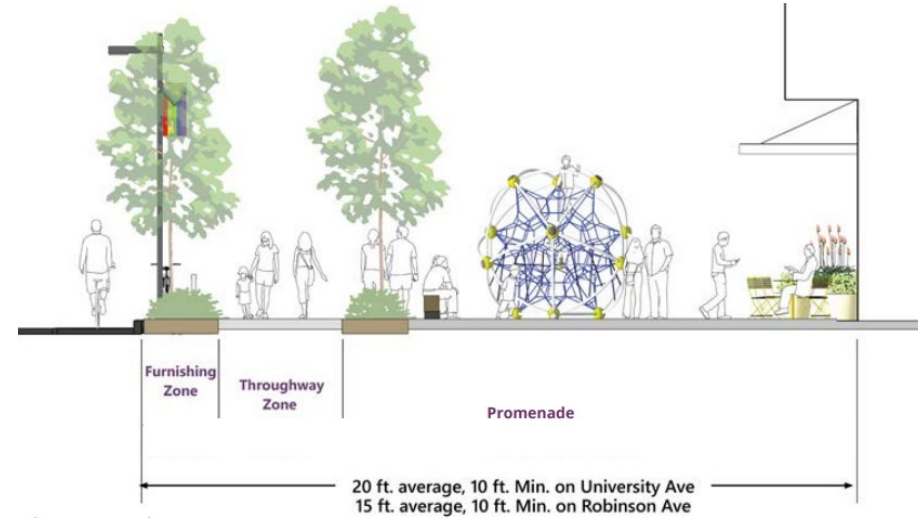 Furnishing
Zone
Throughway
Zone
Promenade
20 ft. average, 10 ft. Min. on University Ave
15 ft. average, 10 ft. Min. on Robinson Ave